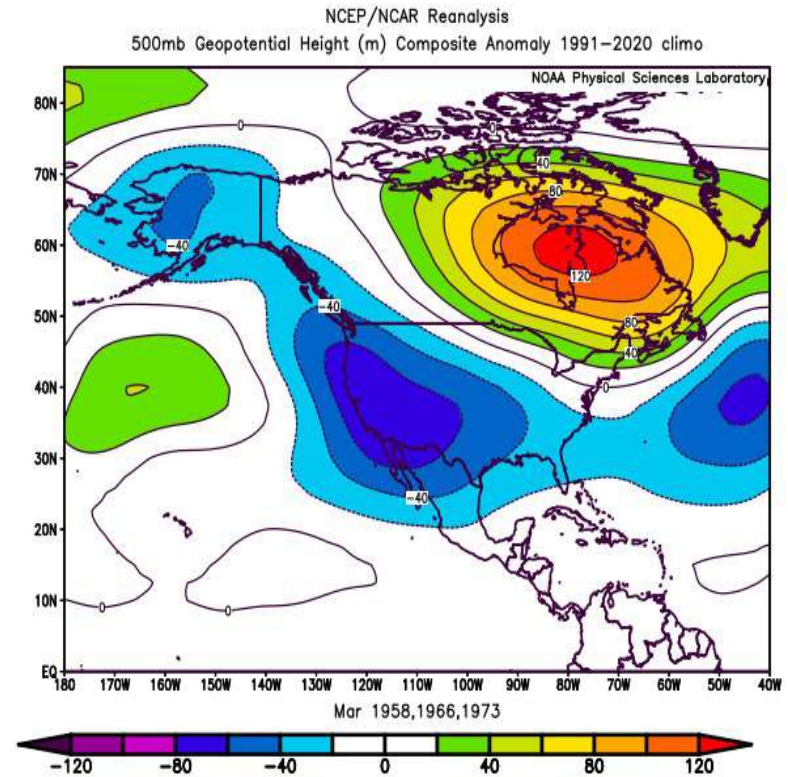 NCEP/NCAR Reanalysis
500mb Geopotential Height (m) Composite Anomaly 1991–2020 climo
NOAA Physical Sciences Laboratory
80N
70N
60N
50N
40N
30N
20N
10N
EQ
0
0
40
80
-40
120
-40
80
40
0
-40
0
0
180 170W 160W 150W 140W 130W 120W 110W 100W 90W 80W 70W 60W 50W 40W
Mar 1958,1966,1973
-120 -80 -40 0 40 80 120